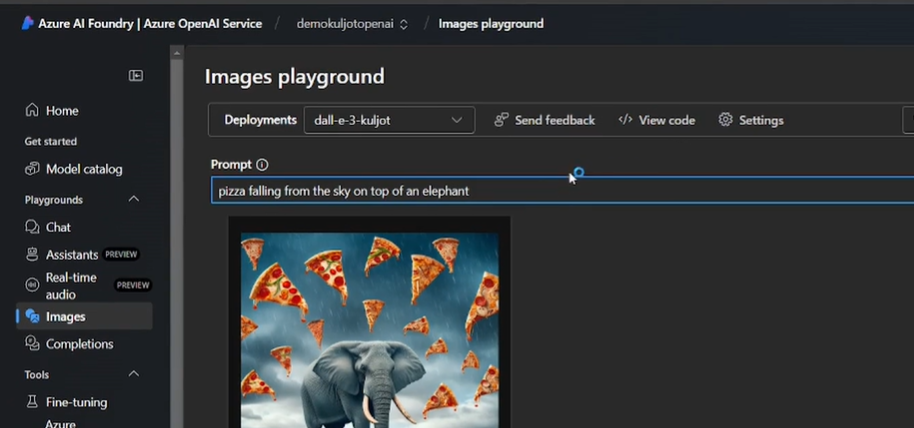 Azure AI Foundry | Azure OpenAI Service / demokuljotopenai / Images playground
Images playground
Deployments dall-e-3-kuljot Send feedback </> View code Settings
Prompt
pizza falling from the sky on top of an elephant
Home
Get started
Model catalog
Playgrounds
Chat
Assistants PREVIEW
Real-time
audio PREVIEW
Images
Completions
Tools
Fine-tuning
Azure